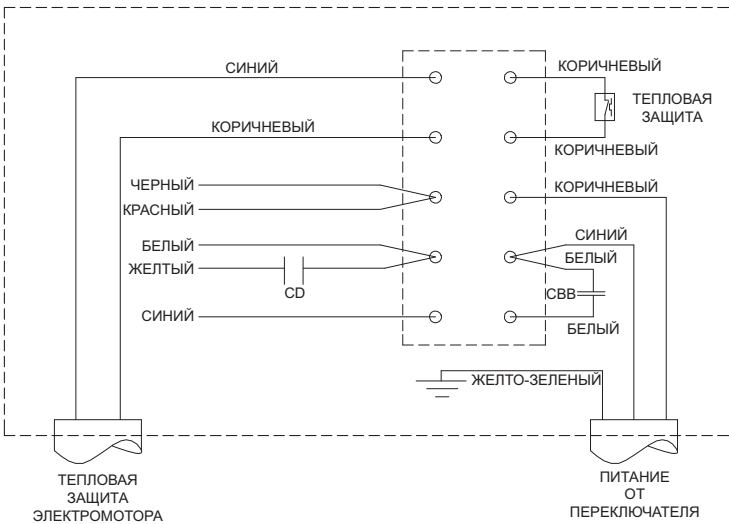 СИНИЙ
КОРИЧНЕВЫЙ
ТЕПЛОВАЯ
ЗАЩИТА
КОРИЧНЕВЫЙ
КОРИЧНЕВЫЙ
ЧЕРНЫЙ
КРАСНЫЙ
КОРИЧНЕВЫЙ
БЕЛЫЙ
ЖЕЛТЫЙ
CD
СИНИЙ
БЕЛЫЙ
CBB
СИНИЙ
БЕЛЫЙ
ЖЕЛТО-ЗЕЛЕНЫЙ
ТЕПЛОВАЯ
ЗАЩИТА
ЭЛЕКТРОМОТОРА
ПИТАНИЕ
ОТ
ПЕРЕКЛЮЧАТЕЛЯ